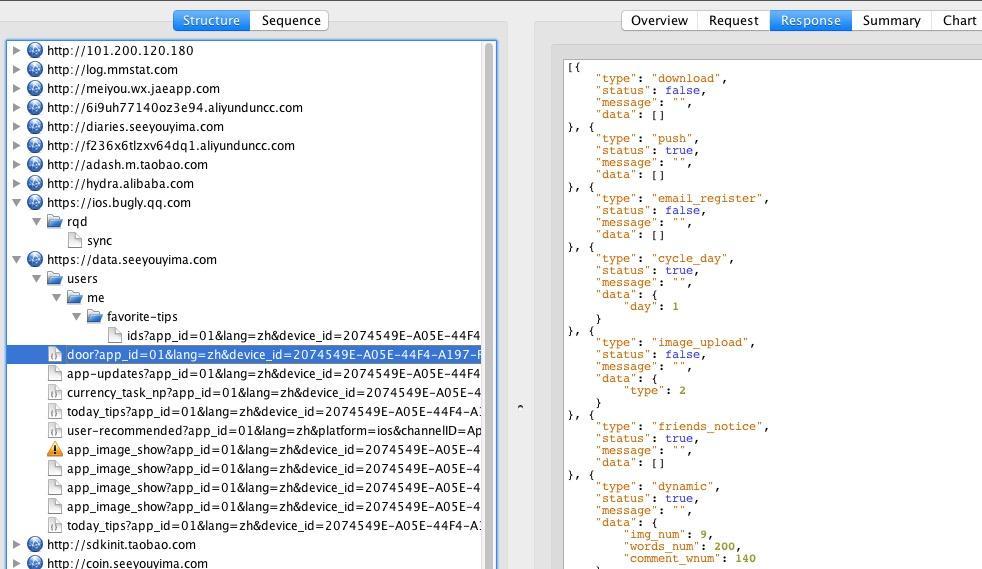 Structure Sequence
http://101.200.120.180
http://log.mmstat.com
http://meiyou.wx.jaeapp.com
http://6i9uh77140oz3e94.aliyunduncc.com
http://diaries.seeyouyima.com
http://f236x6tlzxv64dq1.aliyunduncc.com
http://adash.m.taobao.com
http://hydra.alibaba.com
https://ios.bugly.qq.com
rqd
sync
https://data.seeyouyima.com
users
me
favorite-tips
ids?app_id=01&lang=zh&device_id=2074549E-A05E-44F4
door?app_id=01&lang=zh&device_id=2074549E-A05E-44F4-A197-F
app-updates?app_id=01&lang=zh&device_id=2074549E-A05E-44F4
currency_task_np?app_id=01&lang=zh&device_id=2074549E-A05E
today_tips?app_id=01&lang=zh&device_id=2074549E-A05E-44F4-A1
user-recommended?app_id=01&lang=zh&platform=ios&channelID=Ap
app_image_show?app_id=01&lang=zh&device_id=2074549E-A05E-4
app_image_show?app_id=01&lang=zh&device_id=2074549E-A05E-4
app_image_show?app_id=01&lang=zh&device_id=2074549E-A05E-4
app_image_show?app_id=01&lang=zh&device_id=2074549E-A05E-4
today_tips?app_id=01&lang=zh&device_id=2074549E-A05E-44F4-A1
http://sdkinit.taobao.com
http://coin.seeyouyima.com
Overview Request Response Summary Chart
[{
"type": "download",
"status": false,
"message": "",
"data": []
}, {
"type": "push",
"status": true,
"message": "",
"data": []
}, {
"type": "email_register",
"status": false,
"message": "",
"data": []
}, {
"type": "cycle_day",
"status": true,
"message": "",
"data": {
"day": 1
}
}, {
"type": "image_upload",
"status": false,
"message": "",
"data": {
"type": 2
}
}, {
"type": "friends_notice",
"status": true,
"message": "",
"data": []
}, {
"type": "dynamic",
"status": true,
"message": "",
"data": {
"img_num": 9,
"words_num": 200,
"comment_wnum": 140
}